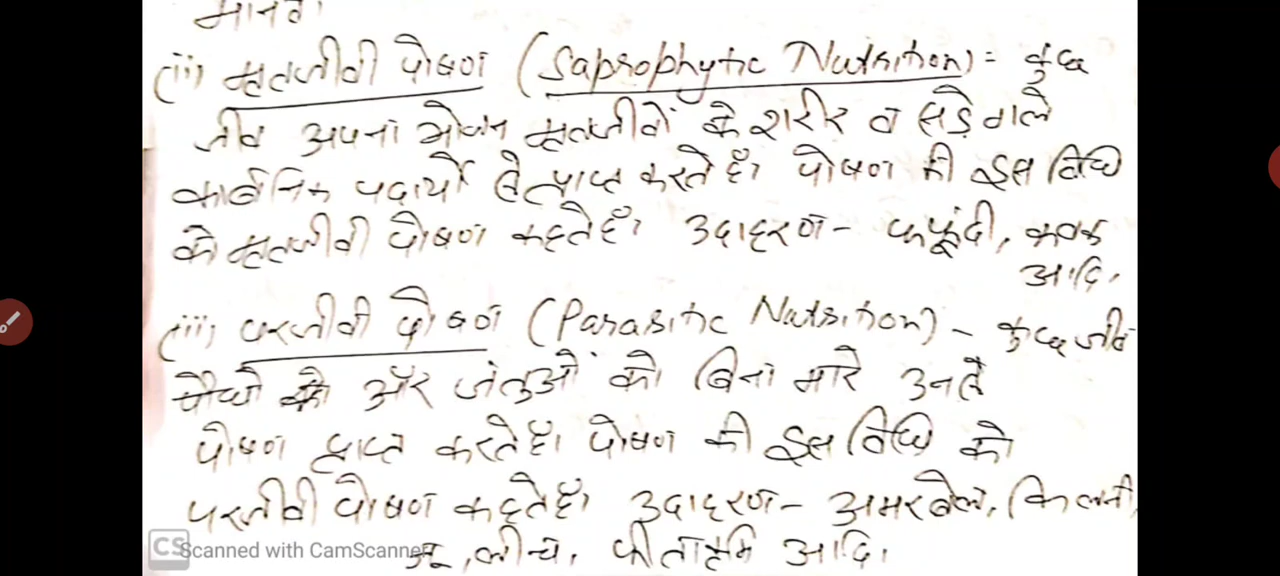 मानव।
(ii) मृतजीवी पोषण (Saprophytic Nutrition) = कुछ
जीव अपना भोजन मृतजीवों के शरीर व सड़े गले
कार्बनिक पदार्थों से प्राप्त करते हैं। पोषण की इस विधि
को मृतजीवी पोषण कहते हैं। उदाहरण - फफूंदी, कवक
आदि,
(iii) परजीवी पोषण (Parasitic Nutrition) - कुछ जीव
पौधों को और जंतुओं को बिना मारे उनसे
पोषण प्राप्त करते हैं। पोषण की इस विधि को
परजीवी पोषण कहते हैं। उदाहरण - अमरबेल, किलनी,
जूं, लीच, फीताकृमि आदि।
CS Scanned with CamScanner